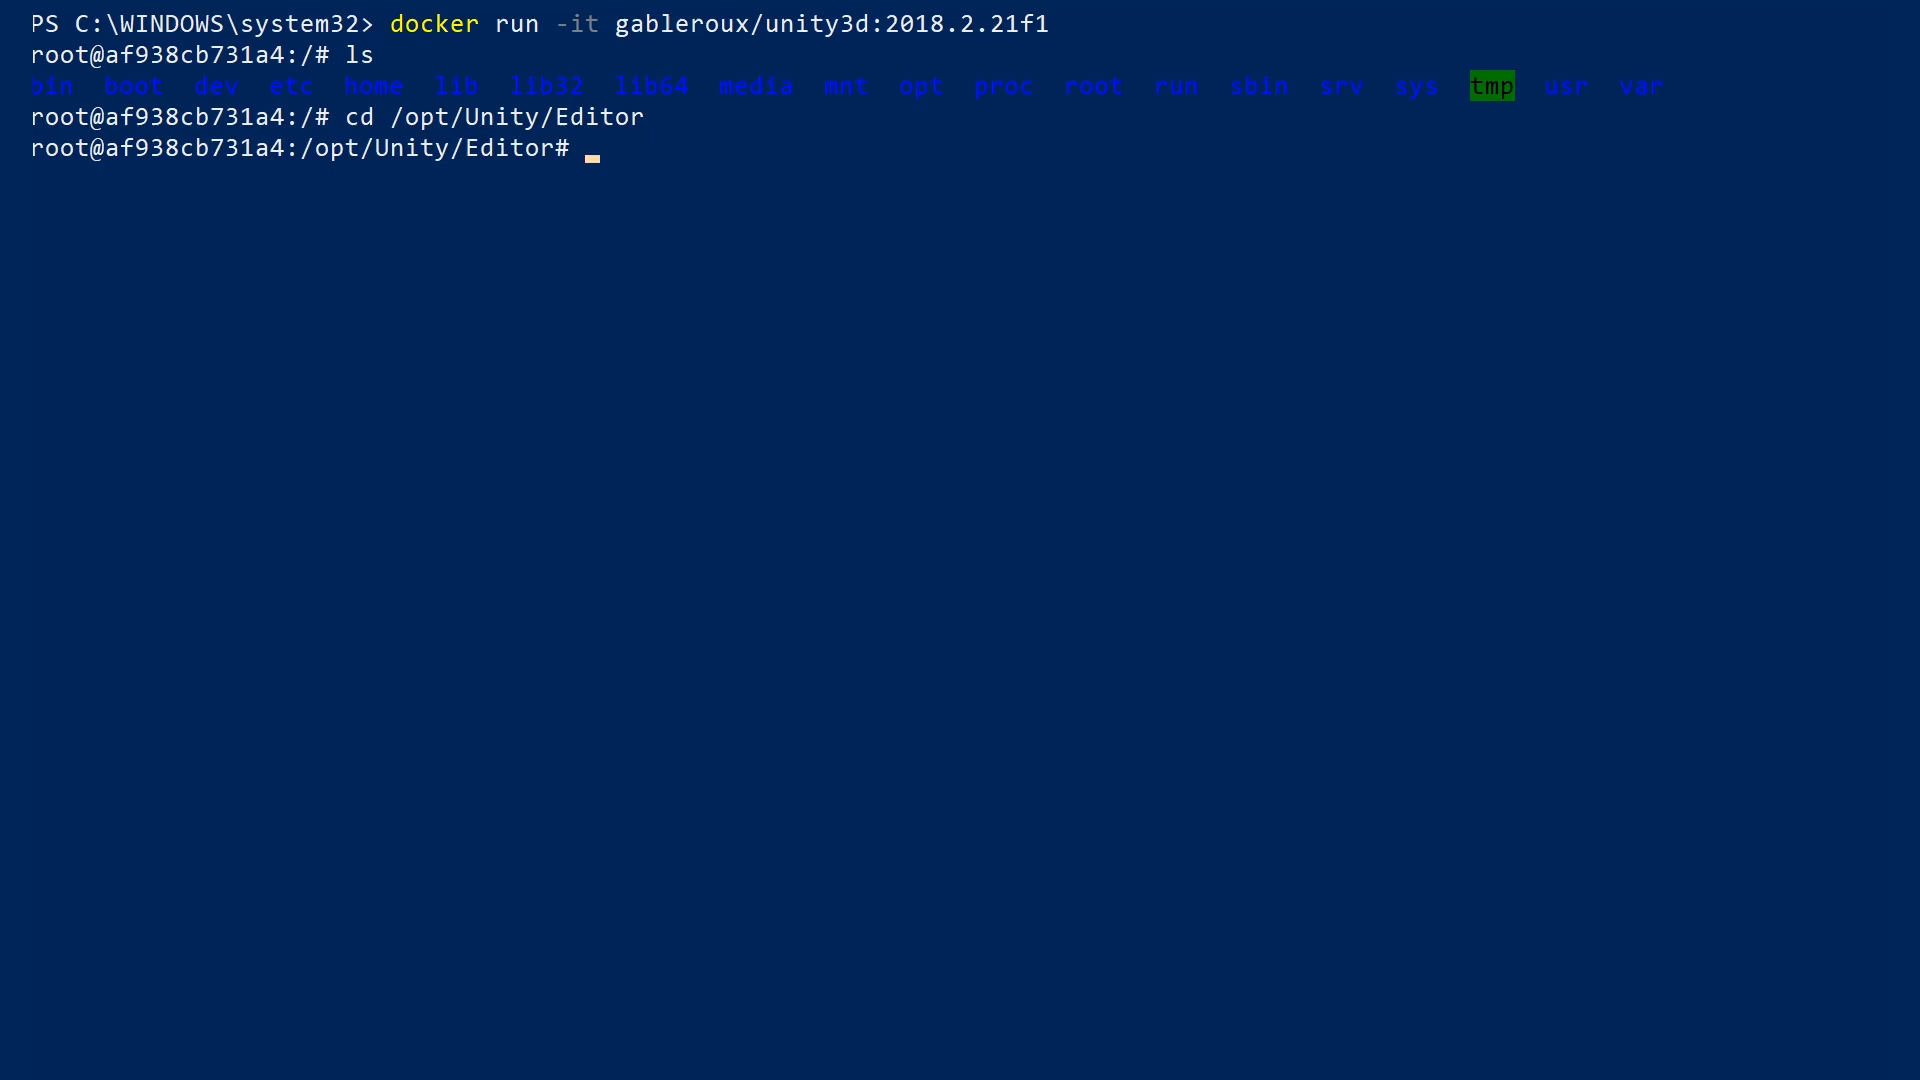 PS C:\WINDOWS\system32> docker run -it gableroux/unity3d:2018.2.21f1
root@af938cb731a4:/# ls
bin  boot  dev  etc  home  lib  lib32  lib64  media  mnt  opt  proc  root  run  sbin  srv  sys  tmp  usr  var
root@af938cb731a4:/# cd /opt/Unity/Editor
root@af938cb731a4:/opt/Unity/Editor#